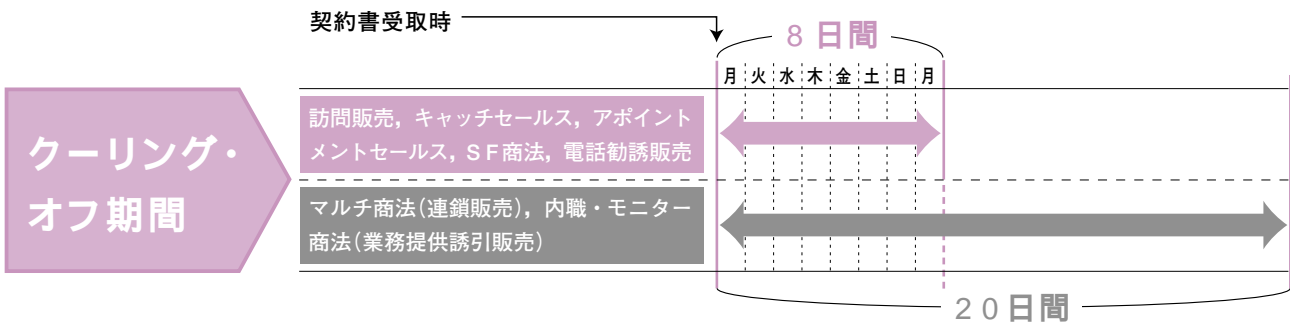 契約書受取時
8日間
月 火 水 木 金 土 日 月
クーリング・
オフ期間
訪問販売，キャッチセールス，アポイント
メントセールス，ＳＦ商法，電話勧誘販売
マルチ商法（連鎖販売），内職・モニター
商法（業務提供誘引販売）
20日間